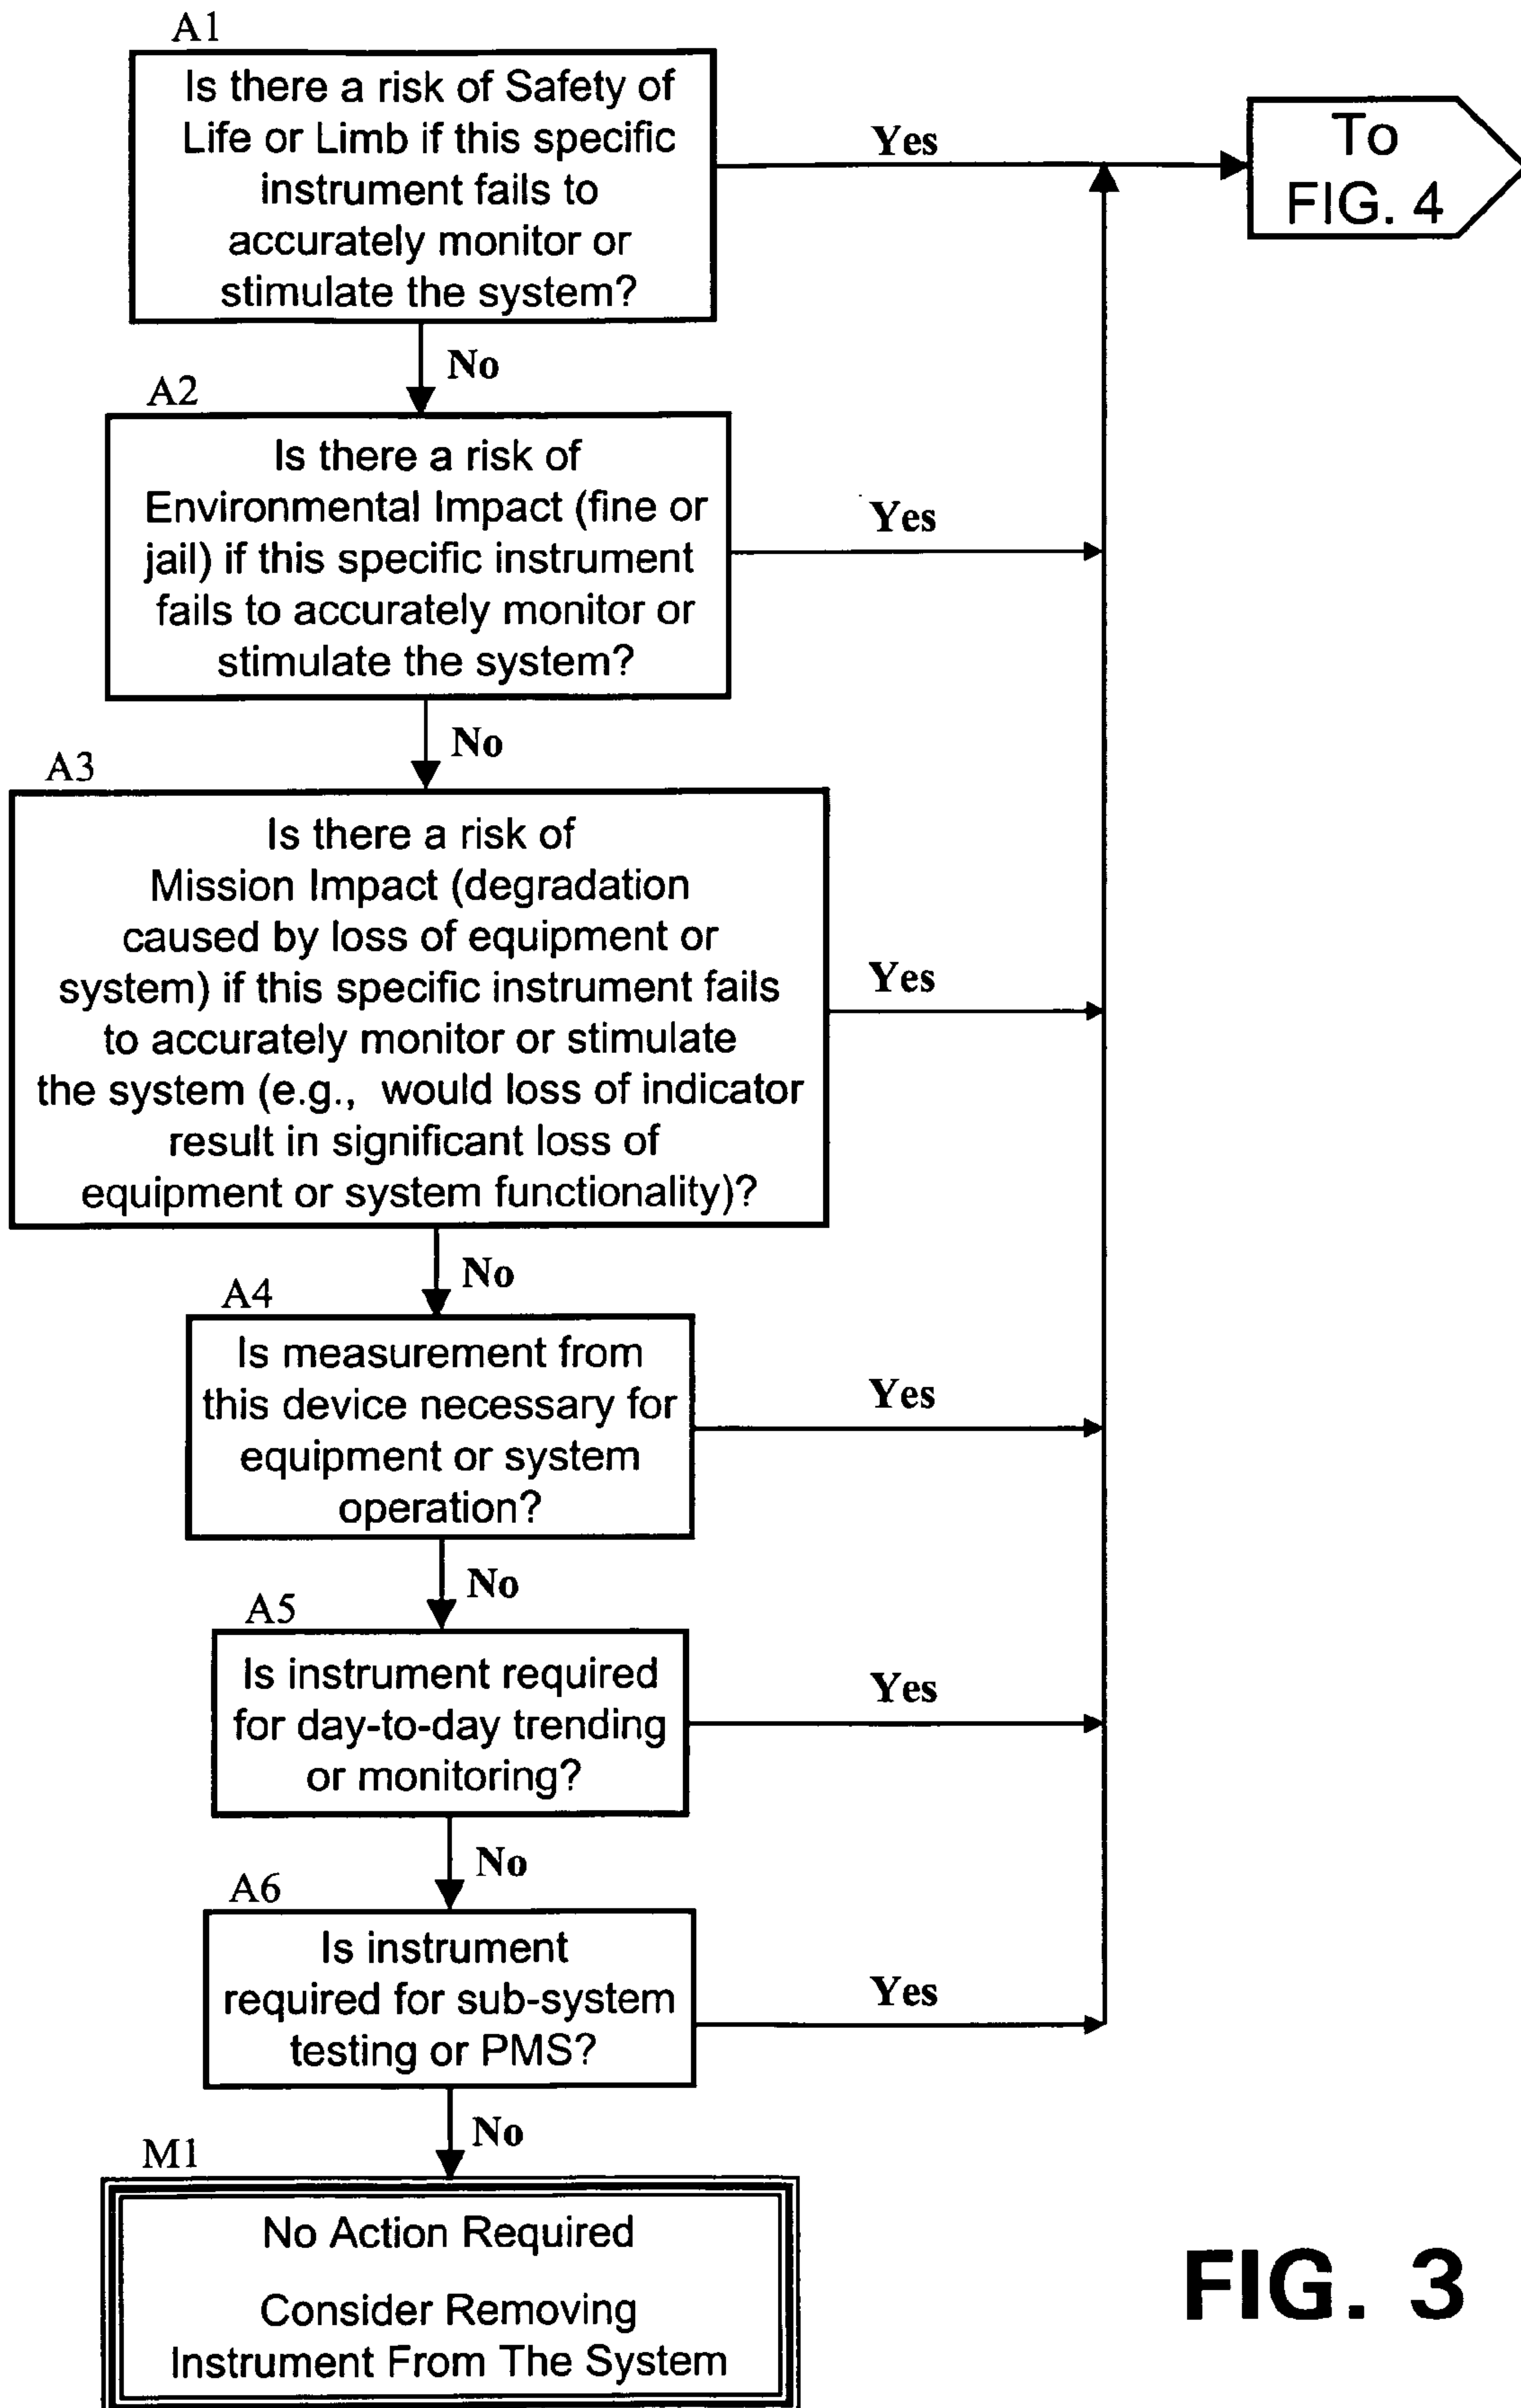 A1
Is there a risk of Safety of
Life or Limb if this specific
instrument fails to
accurately monitor or
stimulate the system?
Yes
To
FIG. 4
No
A2
Is there a risk of
Environmental Impact (fine or
jail) if this specific instrument
fails to accurately monitor or
stimulate the system?
Yes
No
A3
Is there a risk of
Mission Impact (degradation
caused by loss of equipment or
system) if this specific instrument fails
to accurately monitor or stimulate
the system (e.g., would loss of indicator
result in significant loss of
equipment or system functionality)?
Yes
No
A4
Is measurement from
this device necessary for
equipment or system
operation?
Yes
No
A5
Is instrument required
for day-to-day trending
or monitoring?
Yes
No
A6
Is instrument
required for sub-system
testing or PMS?
Yes
No
M1
No Action Required
Consider Removing
Instrument From The System
FIG. 3